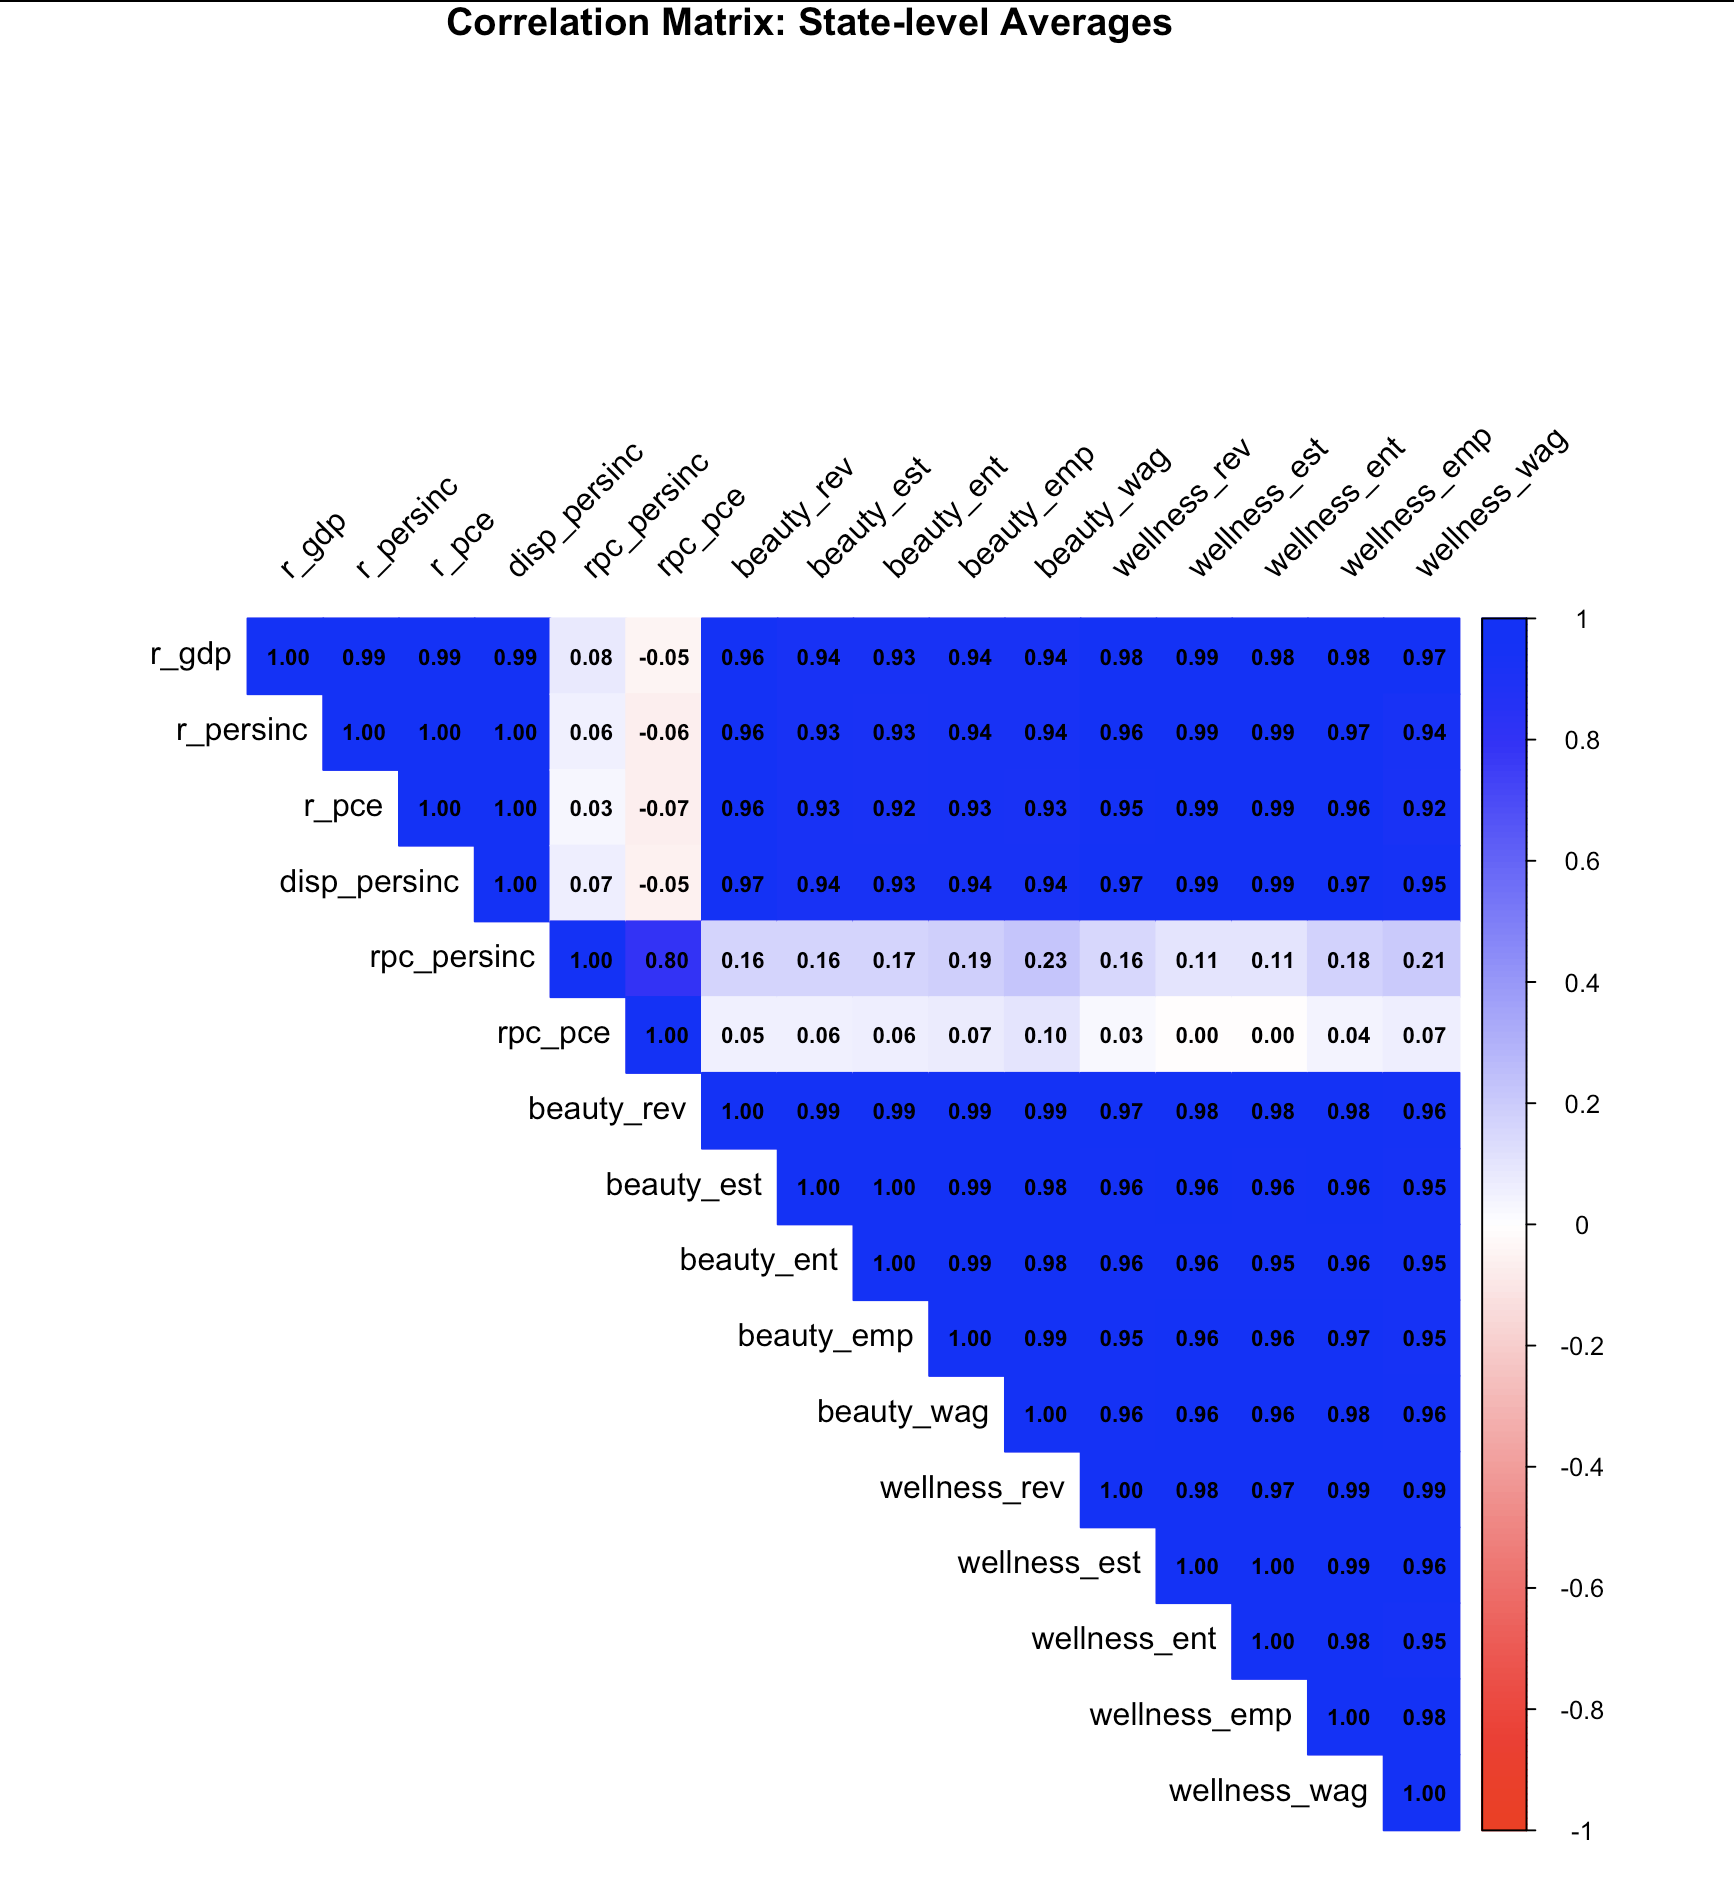 Correlation Matrix: State-level Averages
r_gdp r_persinc r_pce disp_persinc rpc_persinc rpc_pce beauty_rev beauty_est beauty_ent beauty_emp beauty_wag wellness_rev wellness_est wellness_ent wellness_emp wellness_wag
r_gdp 1.00 0.99 0.99 0.99 0.08 -0.05 0.96 0.94 0.93 0.94 0.94 0.98 0.99 0.98 0.98 0.97
r_persinc 1.00 1.00 1.00 0.06 -0.06 0.96 0.93 0.93 0.94 0.94 0.96 0.99 0.99 0.97 0.94
r_pce 1.00 1.00 0.03 -0.07 0.96 0.93 0.92 0.93 0.93 0.95 0.99 0.99 0.96 0.92
disp_persinc 1.00 0.07 -0.05 0.97 0.94 0.93 0.94 0.94 0.97 0.99 0.99 0.97 0.95
rpc_persinc 1.00 0.80 0.16 0.16 0.17 0.19 0.23 0.16 0.11 0.11 0.18 0.21
rpc_pce 1.00 0.05 0.06 0.06 0.07 0.10 0.03 0.00 0.00 0.04 0.07
beauty_rev 1.00 0.99 0.99 0.99 0.99 0.97 0.98 0.98 0.98 0.96
beauty_est 1.00 1.00 0.99 0.98 0.96 0.96 0.96 0.96 0.95
beauty_ent 1.00 0.99 0.98 0.96 0.96 0.95 0.96 0.95
beauty_emp 1.00 0.99 0.95 0.96 0.96 0.97 0.95
beauty_wag 1.00 0.96 0.96 0.96 0.98 0.96
wellness_rev 1.00 0.98 0.97 0.99 0.99
wellness_est 1.00 1.00 0.99 0.96
wellness_ent 1.00 0.98 0.95
wellness_emp 1.00 0.98
wellness_wag 1.00
1
0.8
0.6
0.4
0.2
0
-0.2
-0.4
-0.6
-0.8
-1